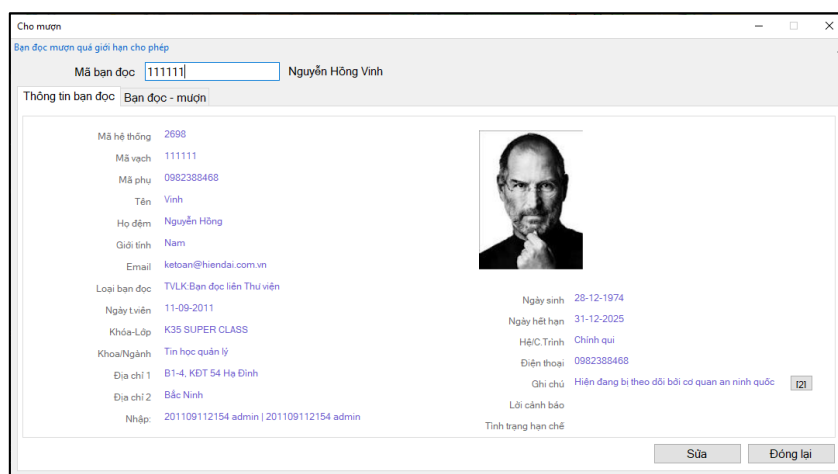 Cho mượn
Bạn đọc mượn quá giới hạn cho phép
Mã bạn đọc 111111 Nguyễn Hồng Vinh
Thông tin bạn đọc Bạn đọc - mượn
Mã hệ thống 2698
Mã vạch 111111
Mã phụ 0982388468
Tên Vinh
Họ đệm Nguyễn Hồng
Giới tính Nam
Email ketoan@hiendai.com.vn
Loại bạn đọc TVLK:Bạn đọc liên Thư viện
Ngày t.viên 11-09-2011
Khóa-Lớp K35 SUPER CLASS
Khoa/Ngành Tin học quản lý
Địa chỉ 1 B1-4, KĐT 54 Hạ Đình
Địa chỉ 2 Bắc Ninh
Nhập: 201109112154 admin | 201109112154 admin
Ngày sinh 28-12-1974
Ngày hết hạn 31-12-2025
Hệ/C.Trình Chính qui
Điện thoại 0982388468
Ghi chú Hiện đang bị theo dõi bởi cơ quan an ninh quốc |2|
Lời cảnh báo
Tình trạng hạn chế
Sửa Đóng lại